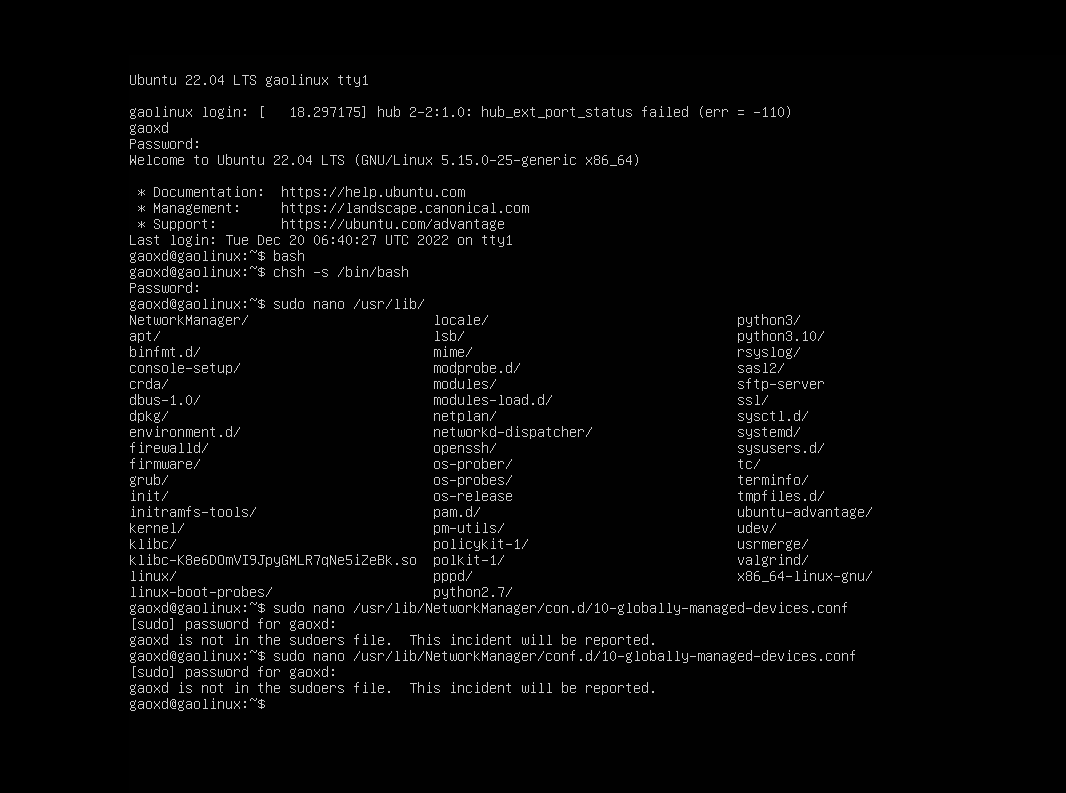 Ubuntu 22.04 LTS gaolinux tty1
gaolinux login: [   18.297175] hub 2-2:1.0: hub_ext_port_status failed (err = -110)
gaoxd
Password:
Welcome to Ubuntu 22.04 LTS (GNU/Linux 5.15.0-25-generic x86_64)
 * Documentation:  https://help.ubuntu.com
 * Management:     https://landscape.canonical.com
 * Support:        https://ubuntu.com/advantage
Last login: Tue Dec 20 06:40:27 UTC 2022 on tty1
gaoxd@gaolinux:~$ bash
gaoxd@gaolinux:~$ chsh -s /bin/bash
Password:
gaoxd@gaolinux:~$ sudo nano /usr/lib/
NetworkManager/                       locale/                               python3/
apt/                                  lsb/                                  python3.10/
binfmt.d/                             mime/                                 rsyslog/
console-setup/                        modprobe.d/                           sasl2/
crda/                                 modules/                              sftp-server
dbus-1.0/                             modules-load.d/                       ssl/
dpkg/                                 netplan/                              sysctl.d/
environment.d/                        networkd-dispatcher/                  systemd/
firewalld/                            openssh/                              sysusers.d/
firmware/                             os-prober/                            tc/
grub/                                 os-probes/                            terminfo/
init/                                 os-release                            tmpfiles.d/
initramfs-tools/                      pam.d/                                ubuntu-advantage/
kernel/                               pm-utils/                             udev/
klibc/                                policykit-1/                          usrmerge/
klibc-K8e6DOmVI9JpyGMLR7qNe5iZeBk.so  polkit-1/                             valgrind/
linux/                                pppd/                                 x86_64-linux-gnu/
linux-boot-probes/                    python2.7/
gaoxd@gaolinux:~$ sudo nano /usr/lib/NetworkManager/con.d/10-globally-managed-devices.conf
[sudo] password for gaoxd:
gaoxd is not in the sudoers file.  This incident will be reported.
gaoxd@gaolinux:~$ sudo nano /usr/lib/NetworkManager/conf.d/10-globally-managed-devices.conf
[sudo] password for gaoxd:
gaoxd is not in the sudoers file.  This incident will be reported.
gaoxd@gaolinux:~$